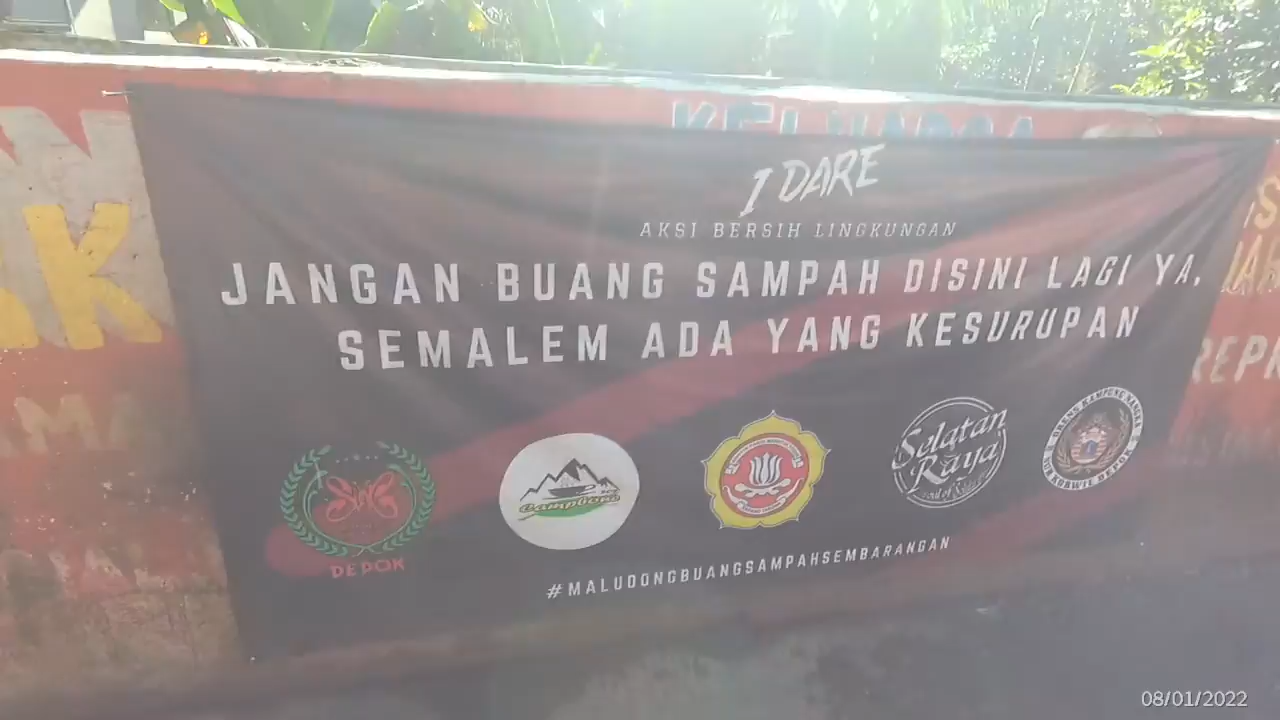 KELUARGA
I DARE
AKSI BERSIH LINGKUNGAN
JANGAN BUANG SAMPAH DISINI LAGI YA,
SEMALEM ADA YANG KESURUPAN
DEPOK
Selatan
Raya
#MALUDONGBUANGSAMPAHSEMBARANGAN
08/01/2022